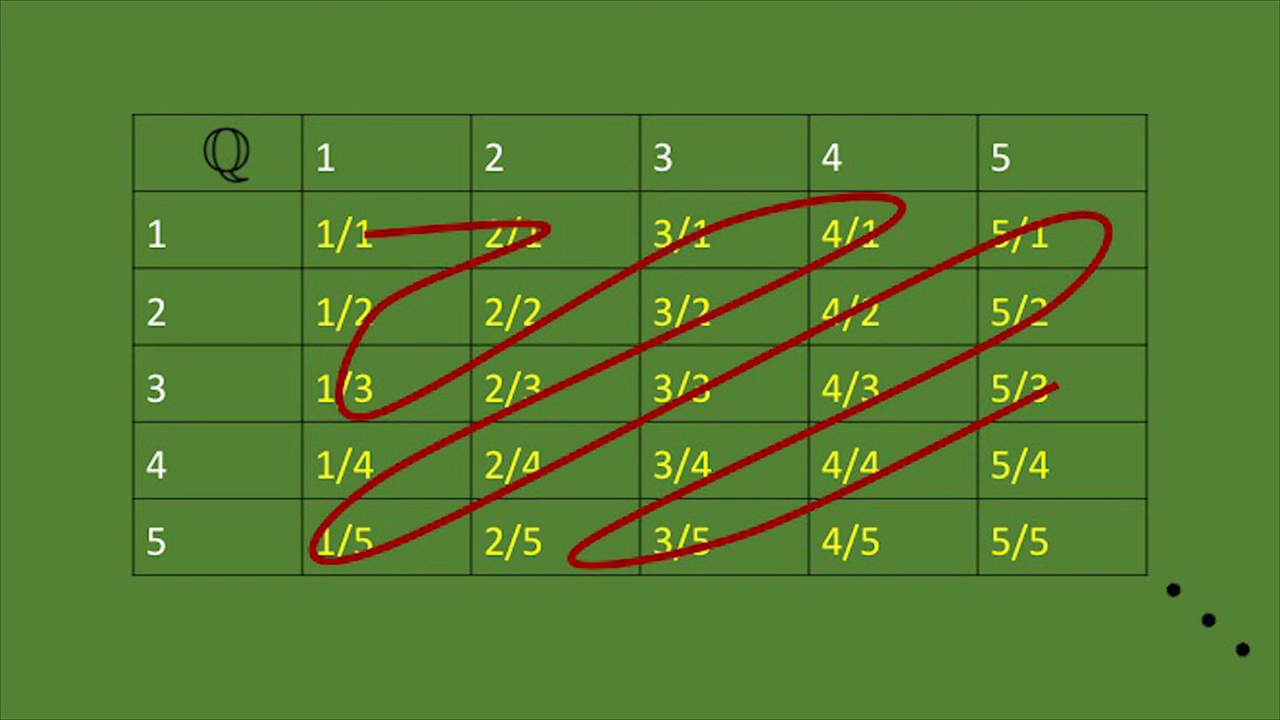 ℚ 1 2 3 4 5
1 1/1 2/1 3/1 4/1 5/1
2 1/2 2/2 3/2 4/2 5/2
3 1/3 2/3 3/3 4/3 5/3
4 1/4 2/4 3/4 4/4 5/4
5 1/5 2/5 3/5 4/5 5/5